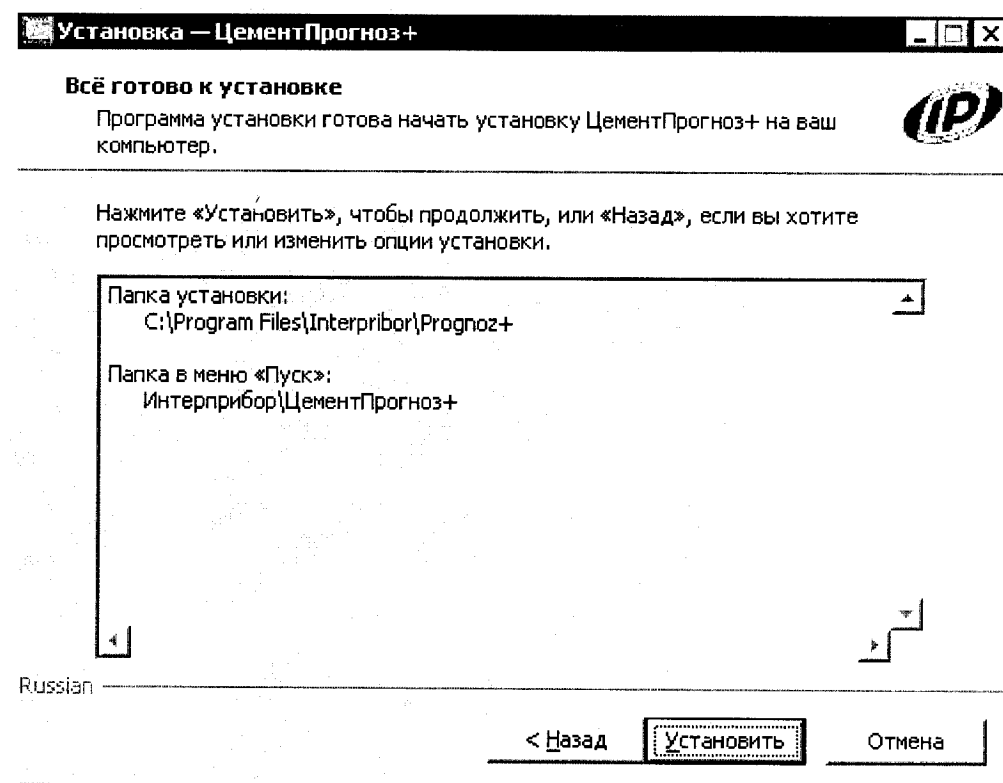 Установка — ЦементПрогноз+
Всё готово к установке
Программа установки готова начать установку ЦементПрогноз+ на ваш
компьютер.
IP
Нажмите «Установить», чтобы продолжить, или «Назад», если вы хотите
просмотреть или изменить опции установки.
Папка установки:
C:\Program Files\Interpribor\Prognoz+
Папка в меню «Пуск»:
Интерприбор\ЦементПрогноз+
Russian
< Назад Установить Отмена